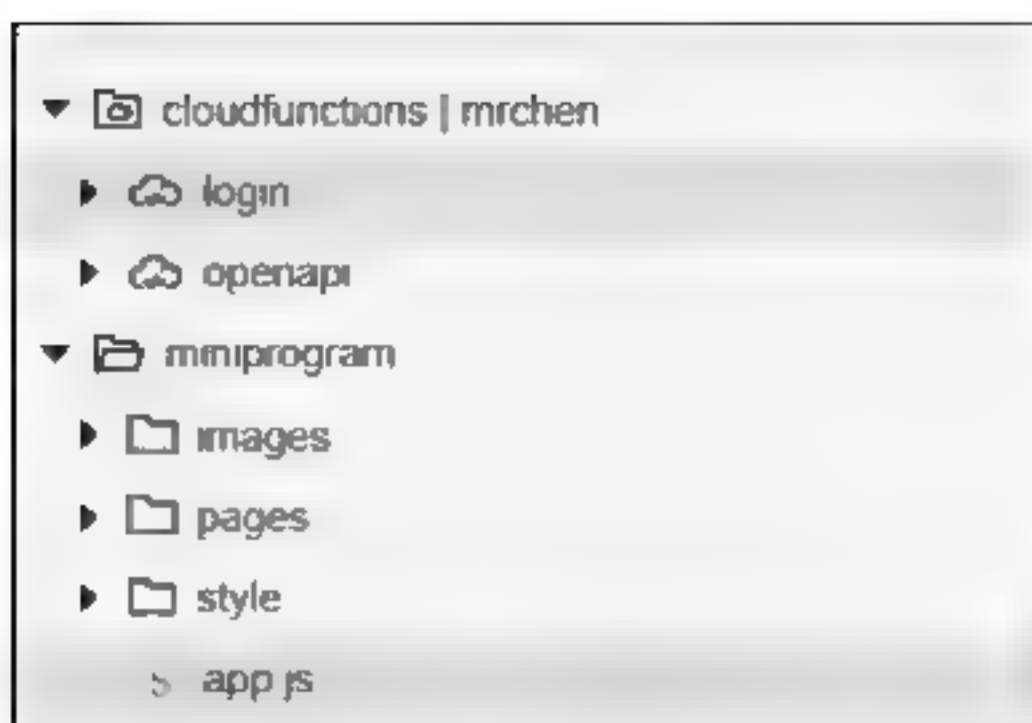 cloudfunctions | mrchen
login
openapi
miniprogram
images
pages
style
app.js